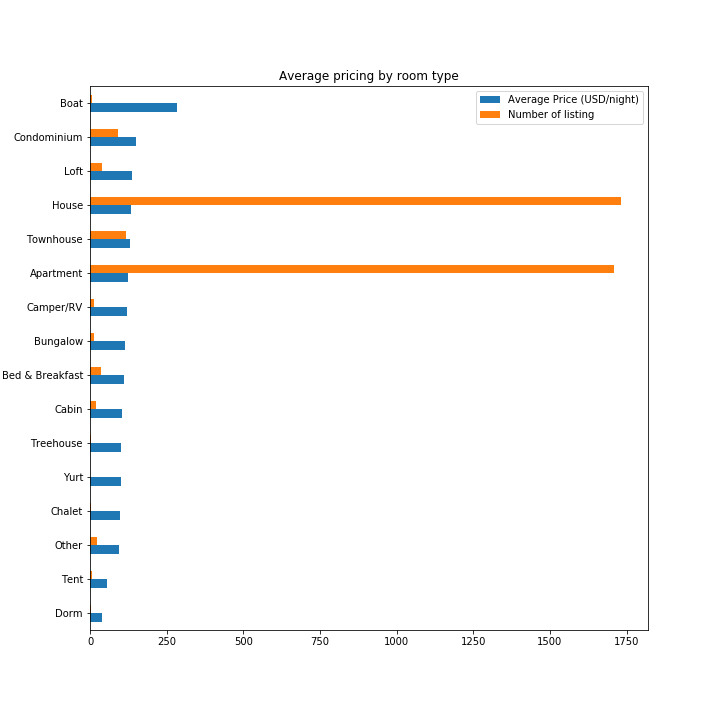 Average pricing by room type
Average Price (USD/night)
Number of listing
Boat
Condominium
Loft
House
Townhouse
Apartment
Camper/RV
Bungalow
Bed & Breakfast
Cabin
Treehouse
Yurt
Chalet
Other
Tent
Dorm
0 250 500 750 1000 1250 1500 1750